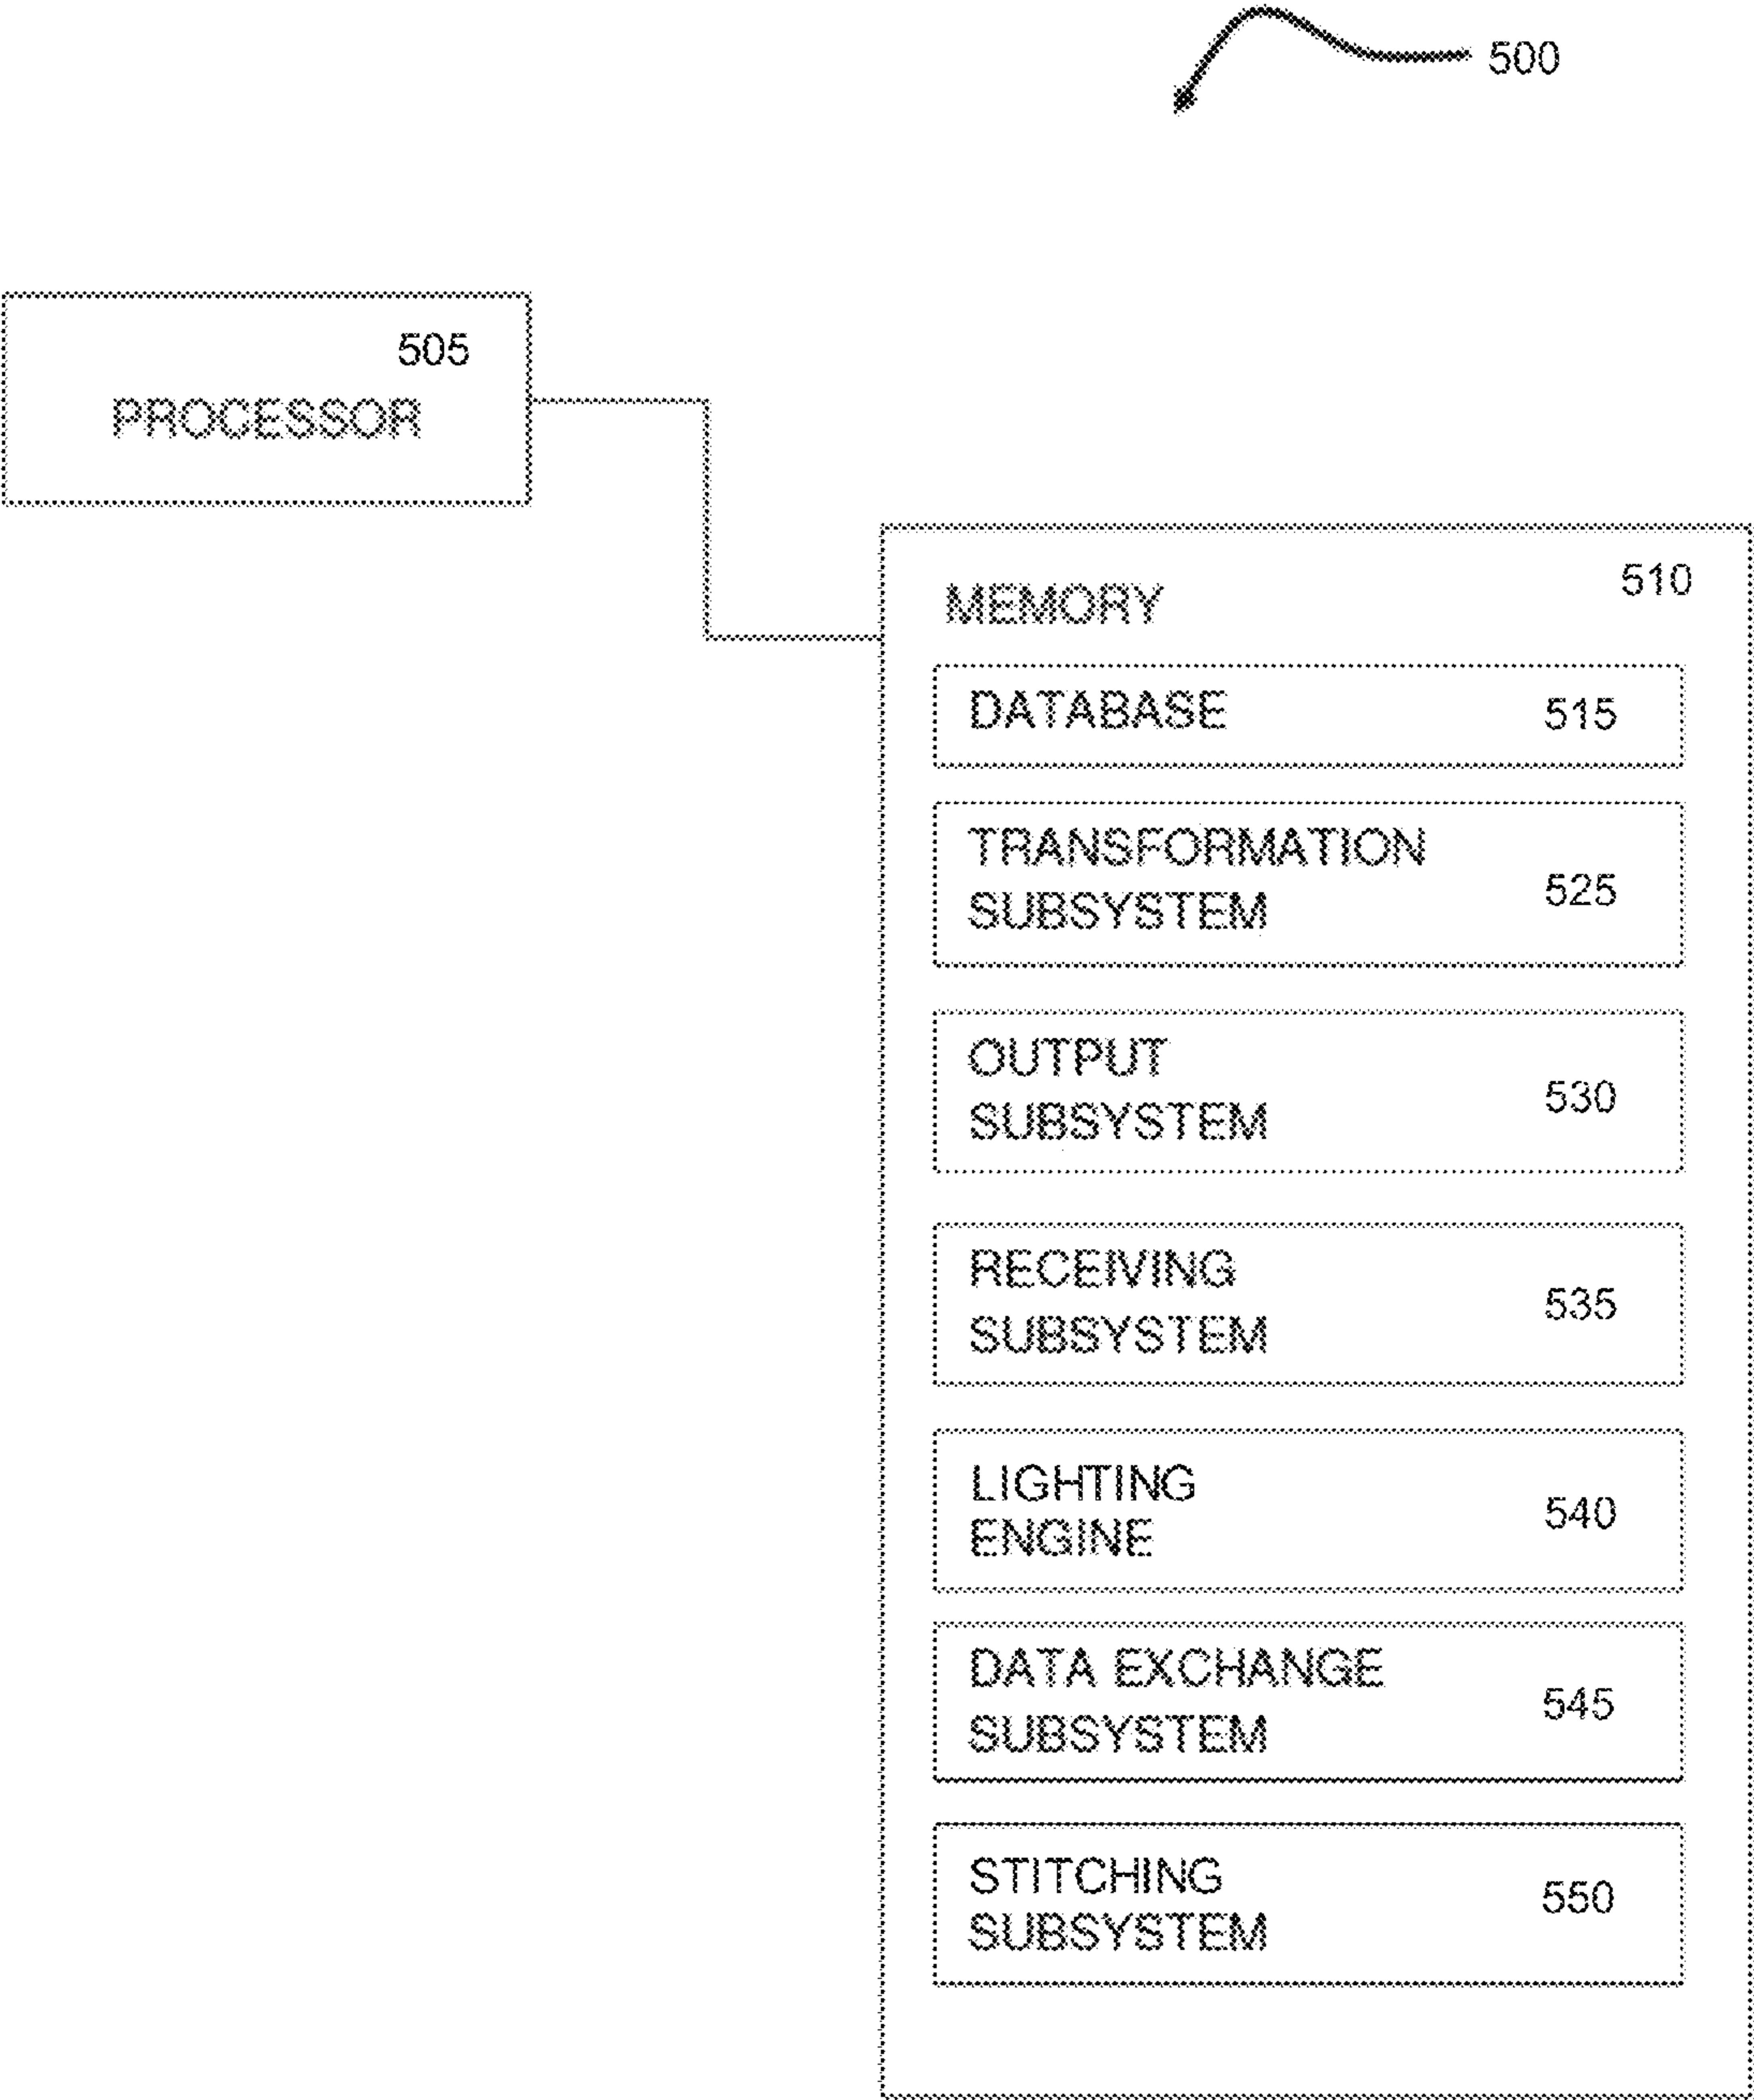 500
505
PROCESSOR
510
MEMORY
DATABASE 515
TRANSFORMATION
SUBSYSTEM 525
OUTPUT
SUBSYSTEM 530
RECEIVING
SUBSYSTEM 535
LIGHTING
ENGINE 540
DATA EXCHANGE
SUBSYSTEM 545
STITCHING
SUBSYSTEM 550